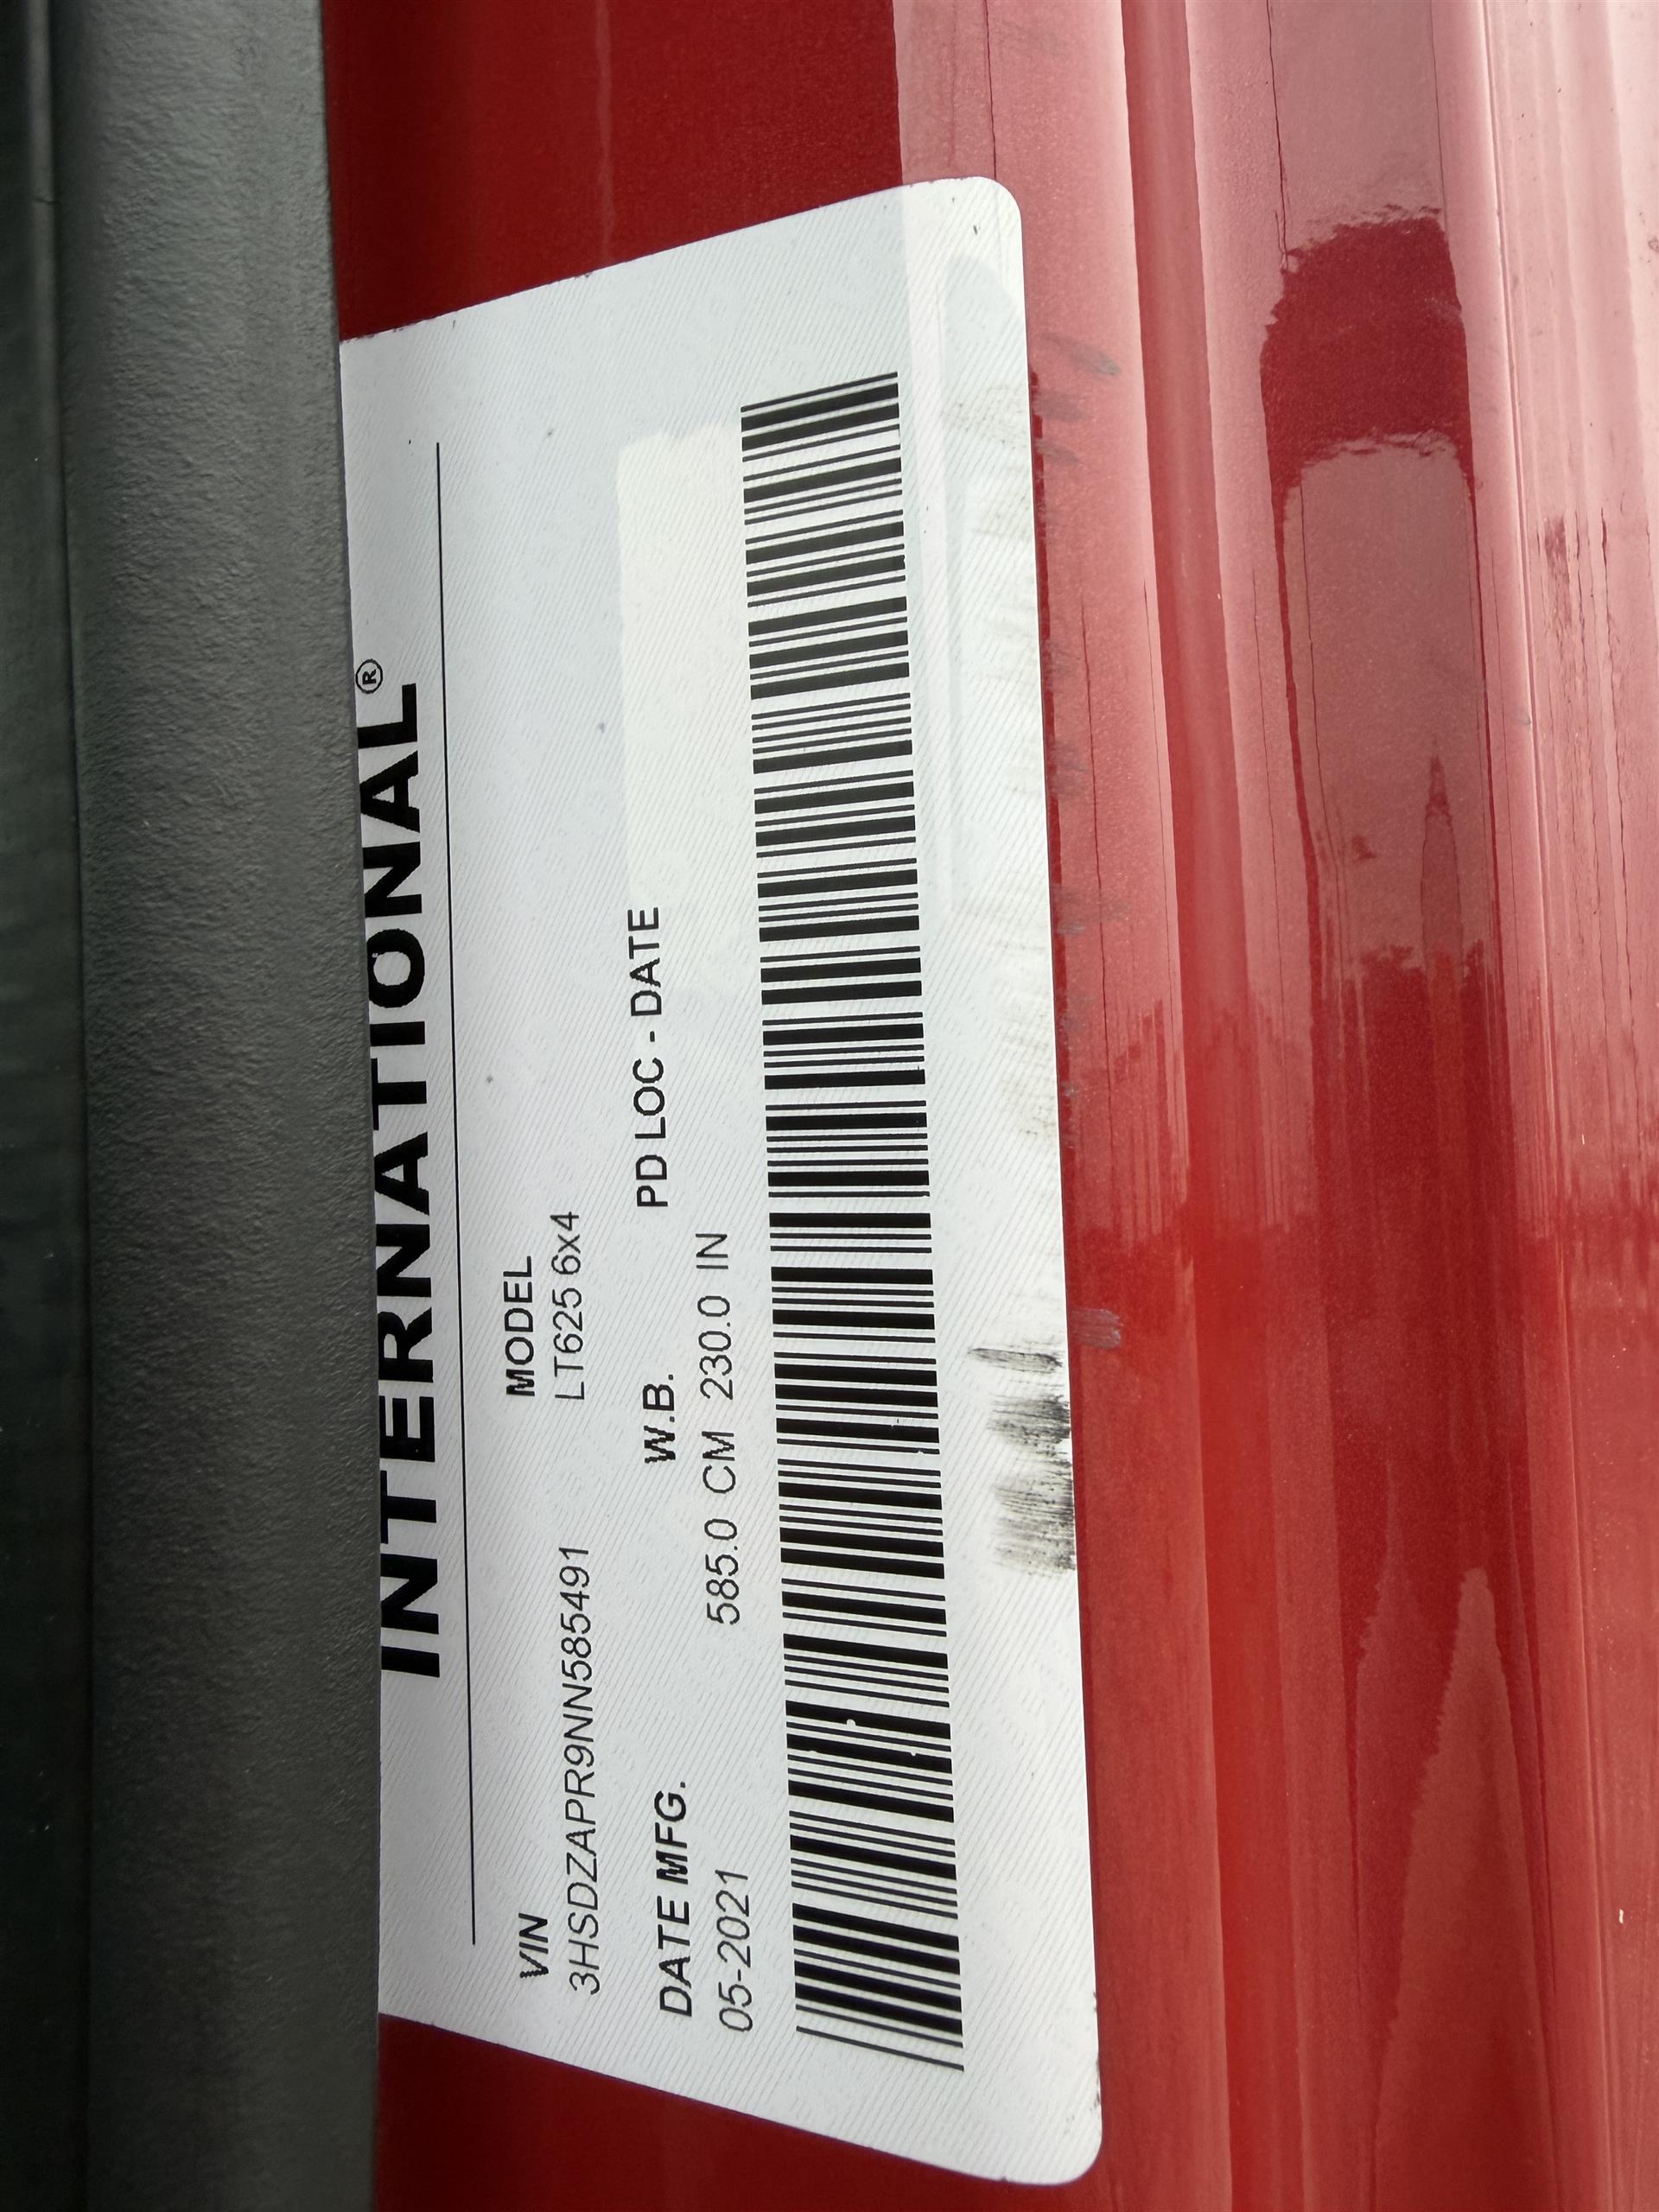 INTERNATIONAL®
VIN MODEL
3HSDZAPR9NN585491 LT625 6x4
DATE MFG. W.B. PD LOC - DATE
05-2021 585.0 CM 230.0 IN